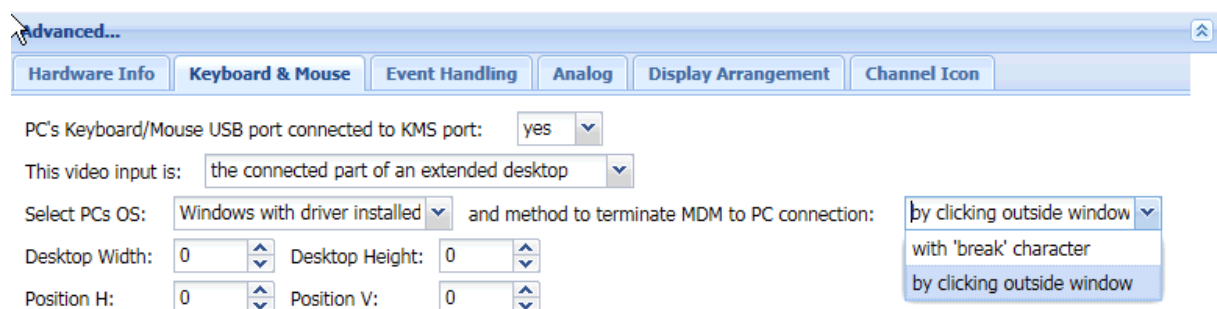 Advanced...
Hardware Info Keyboard & Mouse Event Handling Analog Display Arrangement Channel Icon
PC's Keyboard/Mouse USB port connected to KMS port: yes
This video input is: the connected part of an extended desktop
Select PCs OS: Windows with driver installed and method to terminate MDM to PC connection: by clicking outside window
with 'break' character
Desktop Width: 0 Desktop Height: 0
by clicking outside window
Position H: 0 Position V: 0